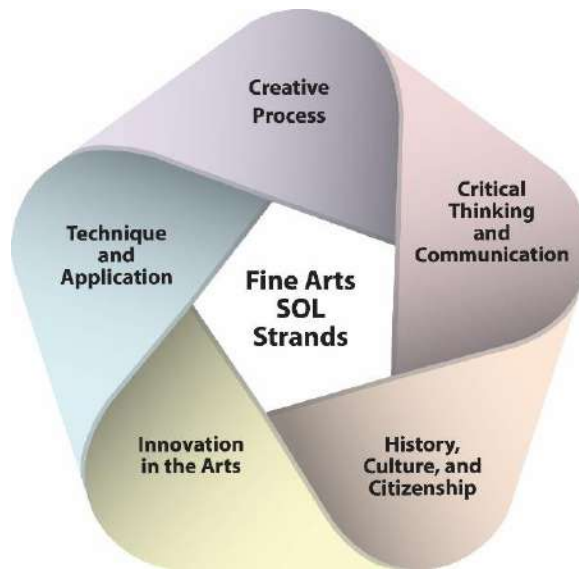 Creative
Process
Critical
Thinking
and
Communication
History,
Culture, and
Citizenship
Innovation
in the Arts
Technique
and
Application
Fine Arts
SOL
Strands